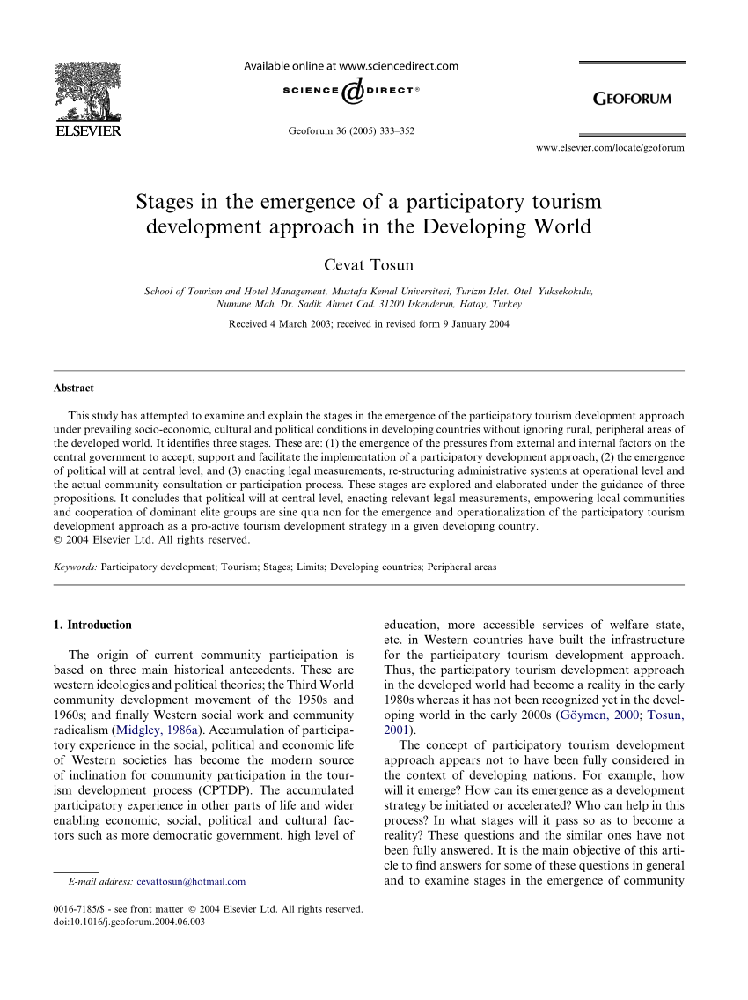 Available online at www.sciencedirect.com
SCIENCE DIRECT®
ELSEVIER
GEOFORUM
Geoforum 36 (2005) 333–352
www.elsevier.com/locate/geoforum
Stages in the emergence of a participatory tourism
development approach in the Developing World
Cevat Tosun
School of Tourism and Hotel Management, Mustafa Kemal Universitesi, Turizm Islet. Otel. Yuksekokulu,
Numune Mah. Dr. Sadik Ahmet Cad. 31200 Iskenderun, Hatay, Turkey
Received 4 March 2003; received in revised form 9 January 2004
Abstract
This study has attempted to examine and explain the stages in the emergence of the participatory tourism development approach
under prevailing socio-economic, cultural and political conditions in developing countries without ignoring rural, peripheral areas of
the developed world. It identifies three stages. These are: (1) the emergence of the pressures from external and internal factors on the
central government to accept, support and facilitate the implementation of a participatory development approach, (2) the emergence
of political will at central level, and (3) enacting legal measurements, re-structuring administrative systems at operational level and
the actual community consultation or participation process. These stages are explored and elaborated under the guidance of three
propositions. It concludes that political will at central level, enacting relevant legal measurements, empowering local communities
and cooperation of dominant elite groups are sine qua non for the emergence and operationalization of the participatory tourism
development approach as a pro-active tourism development strategy in a given developing country.
© 2004 Elsevier Ltd. All rights reserved.
Keywords: Participatory development; Tourism; Stages; Limits; Developing countries; Peripheral areas
1. Introduction
The origin of current community participation is
based on three main historical antecedents. These are
western ideologies and political theories; the Third World
community development movement of the 1950s and
1960s; and finally Western social work and community
radicalism (Midgley, 1986a). Accumulation of participa-
tory experience in the social, political and economic life
of Western societies has become the modern source
of inclination for community participation in the tour-
ism development process (CPTDP). The accumulated
participatory experience in other parts of life and wider
enabling economic, social, political and cultural fac-
tors such as more democratic government, high level of
education, more accessible services of welfare state,
etc. in Western countries have built the infrastructure
for the participatory tourism development approach.
Thus, the participatory tourism development approach
in the developed world had become a reality in the early
1980s whereas it has not been recognized yet in the devel-
oping world in the early 2000s (Göymen, 2000; Tosun,
2001).
The concept of participatory tourism development
approach appears not to have been fully considered in
the context of developing nations. For example, how
will it emerge? How can its emergence as a development
strategy be initiated or accelerated? Who can help in this
process? In what stages will it pass so as to become a
reality? These questions and the similar ones have not
been fully answered. It is the main objective of this arti-
cle to find answers for some of these questions in general
and to examine stages in the emergence of community
E-mail address: cevattosun@hotmail.com
0016-7185/$ - see front matter © 2004 Elsevier Ltd. All rights reserved.
doi:10.1016/j.geoforum.2004.06.003